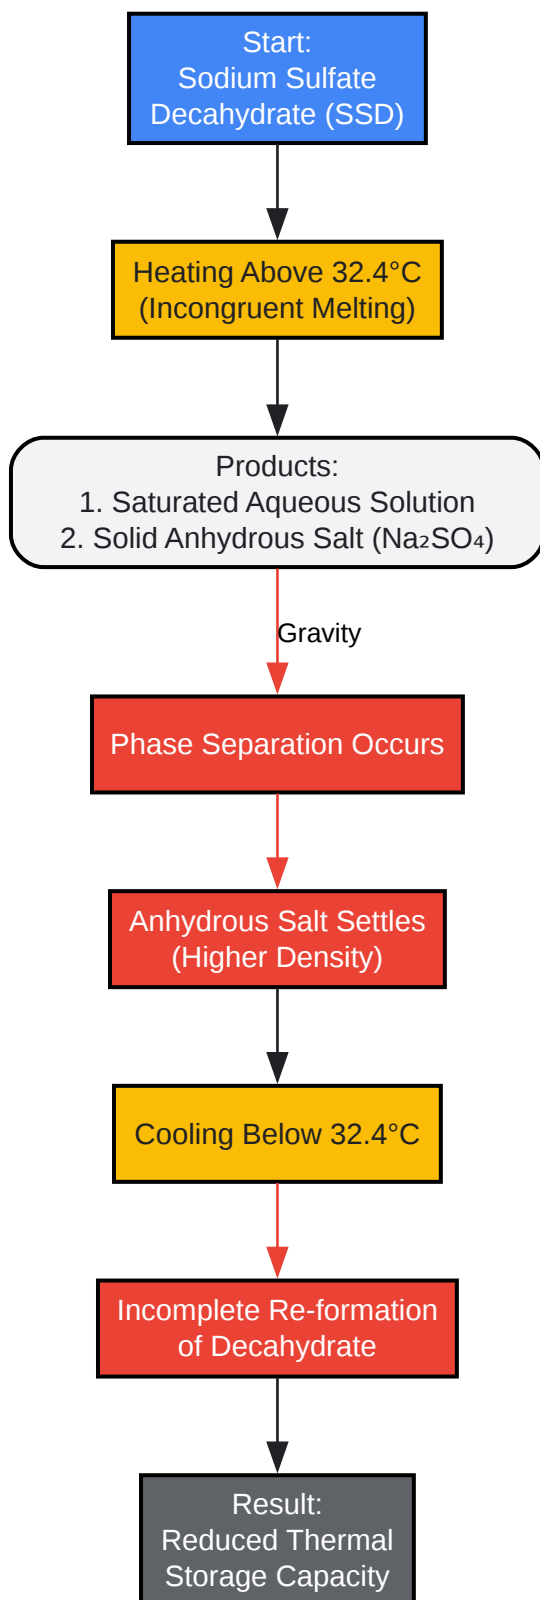 Start:
Sodium Sulfate
Decahydrate (SSD)
Heating Above 32.4°C
(Incongruent Melting)
Products:
1. Saturated Aqueous Solution
2. Solid Anhydrous Salt (Na₂SO₄)
Gravity
Phase Separation Occurs
Anhydrous Salt Settles
(Higher Density)
Cooling Below 32.4°C
Incomplete Re-formation
of Decahydrate
Result:
Reduced Thermal
Storage Capacity